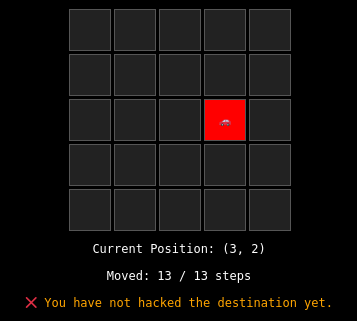 Current Position: (3, 2)
Moved: 13 / 13 steps
❌ You have not hacked the destination yet.